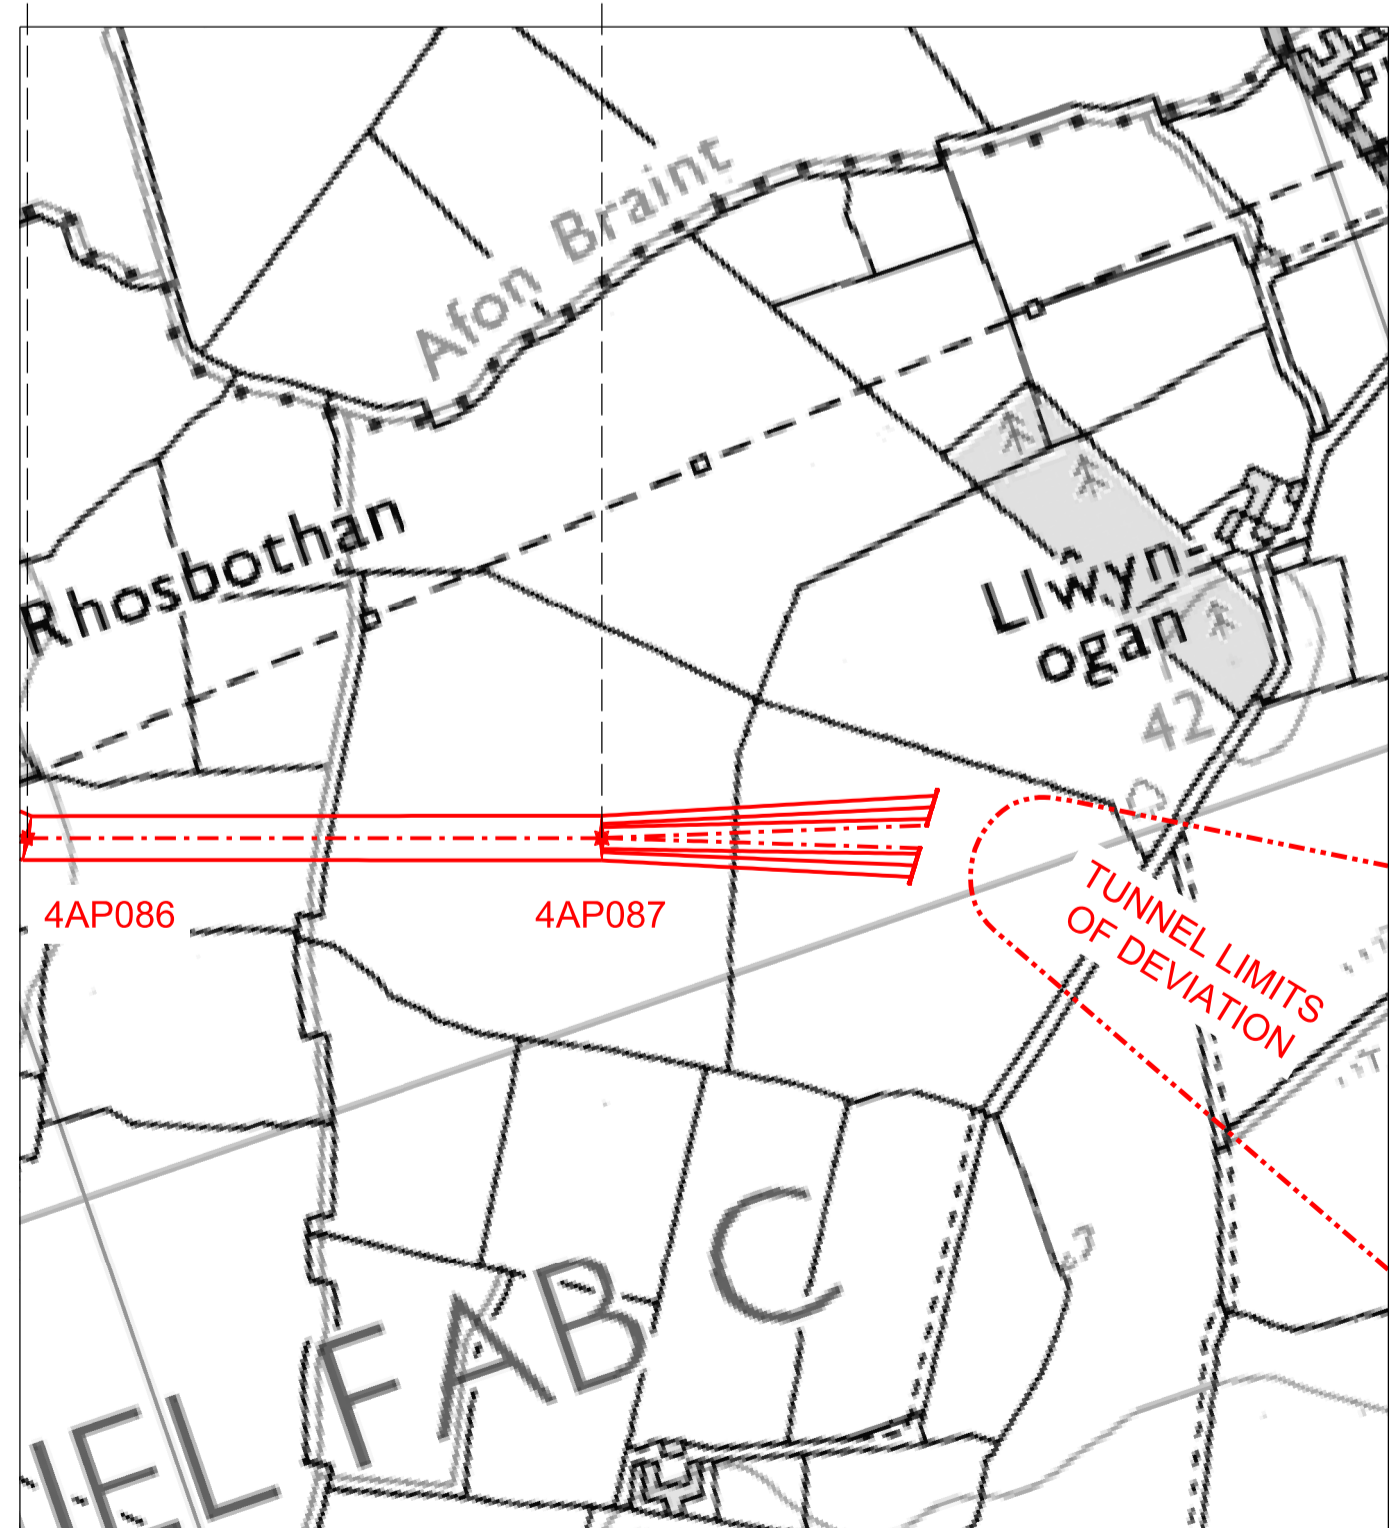 Afon Braint
Rhosbothan
Llwyn-
ogan
42
4AP086
4AP087
TUNNEL LIMITS
OF DEVIATION
IEL FAB C